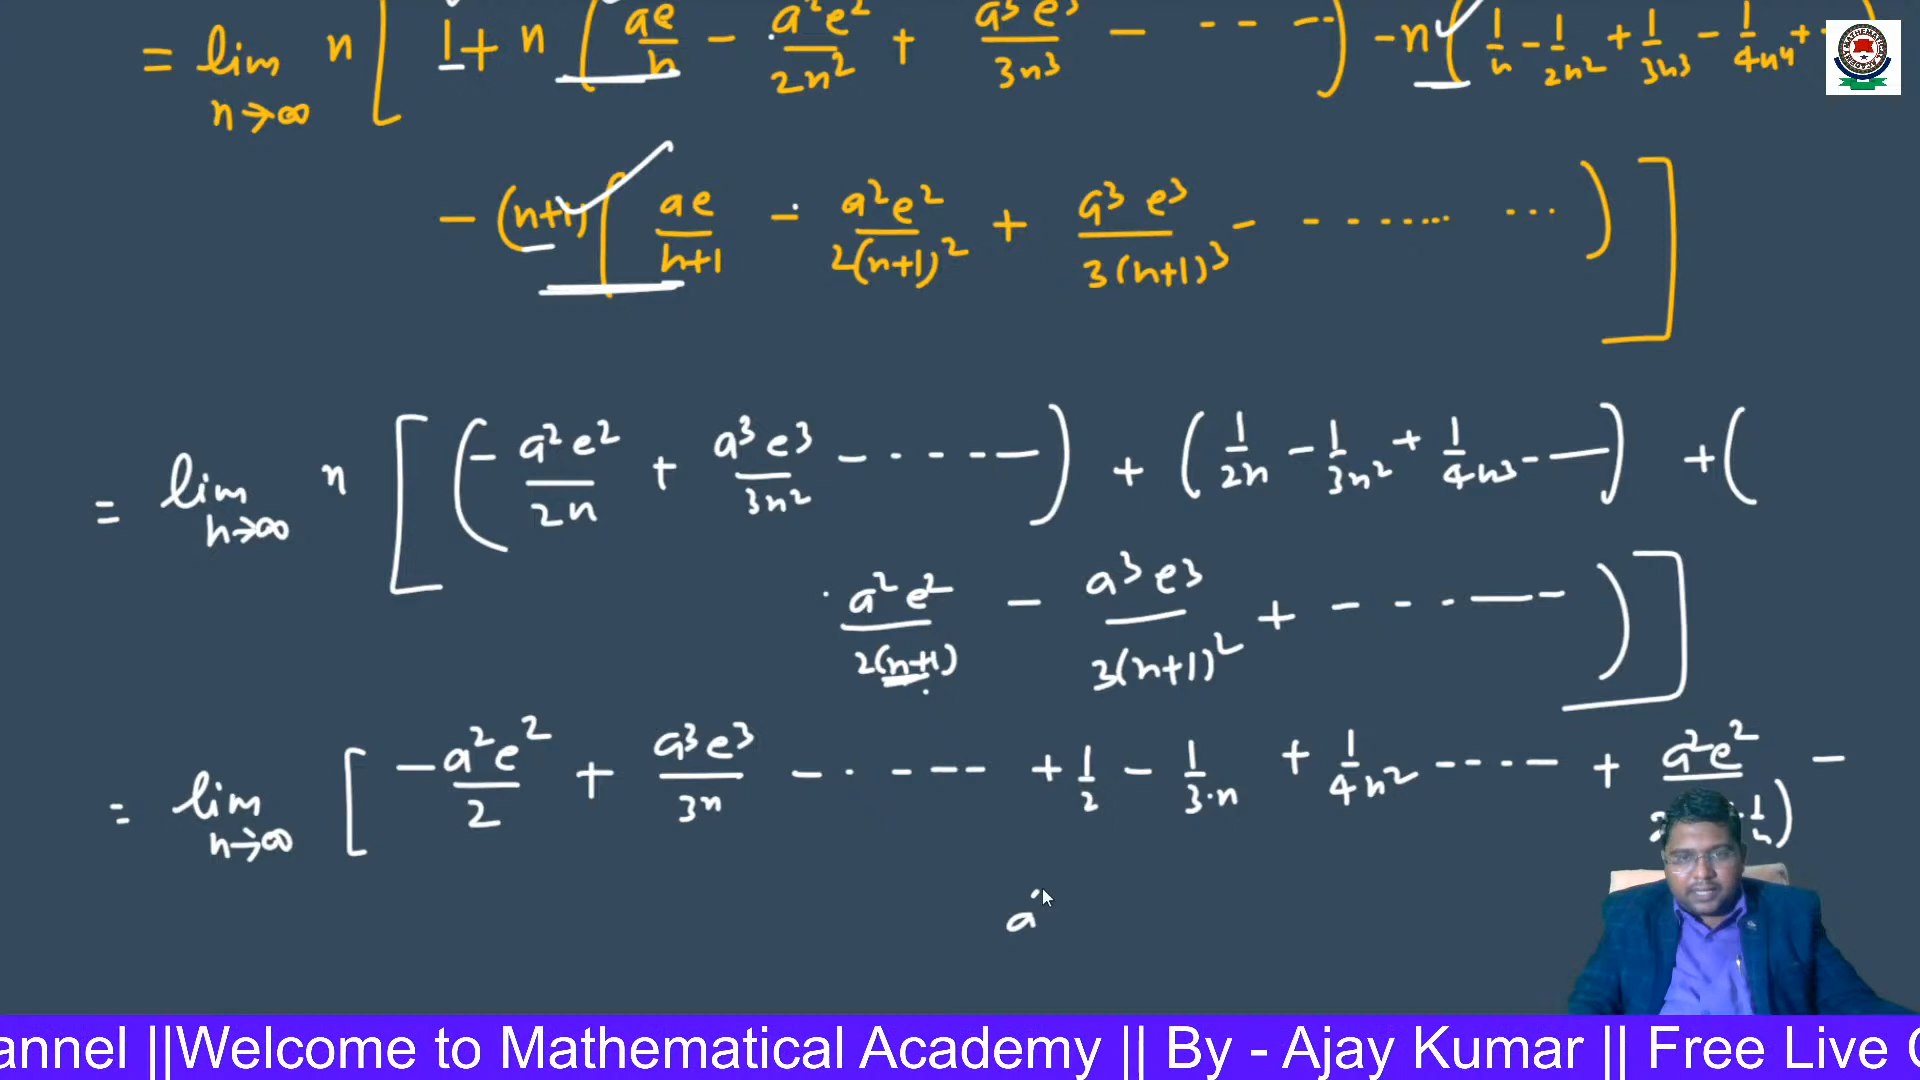 = lim n→∞ n [ 1 + n ( ae/n - a²e²/2n² + a³e³/3n³ - - - - ) - n ( 1/n - 1/2n² + 1/3n³ - 1/4n⁴ +
- (n+1) ( ae/n+1 - a²e²/2(n+1)² + a³e³/3(n+1)³ - - - ...... ... ) ]
= lim n→∞ n [ ( - a²e²/2n + a³e³/3n² - - - - - ) + ( 1/2n - 1/3n² + 1/4n³ - - ) + (
a²e²/2(n+1) - a³e³/3(n+1)² + - - - - - ) ]
= lim n→∞ [ -a²e²/2 + a³e³/3n - - - - - + 1/2 - 1/3·n + 1/4n² - - - - + a²e²/ 1/n) -
a
annel ||Welcome to Mathematical Academy || By - Ajay Kumar || Free Live